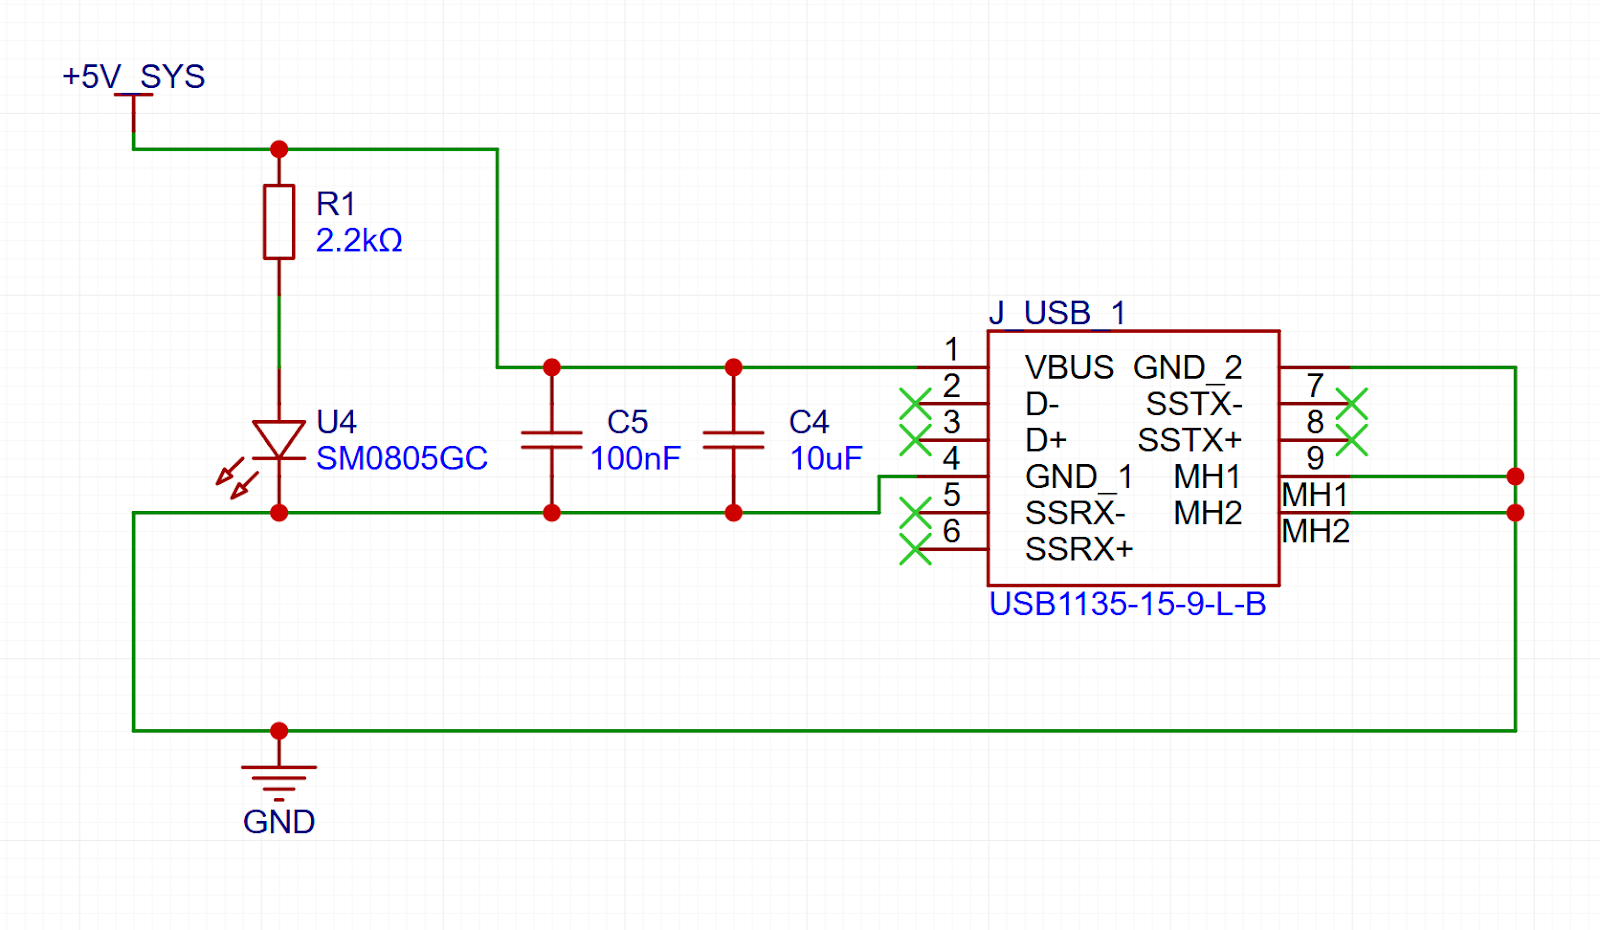 +5V_SYS
R1
2.2kΩ
J_USB_1
1
VBUS GND_2
2
7
D- SSTX-
3
8
D+ SSTX+
U4
C5
C4
SM0805GC
100nF
10uF
4
9
GND_1 MH1
5
MH1
SSRX- MH2
6
MH2
SSRX+
USB1135-15-9-L-B
GND